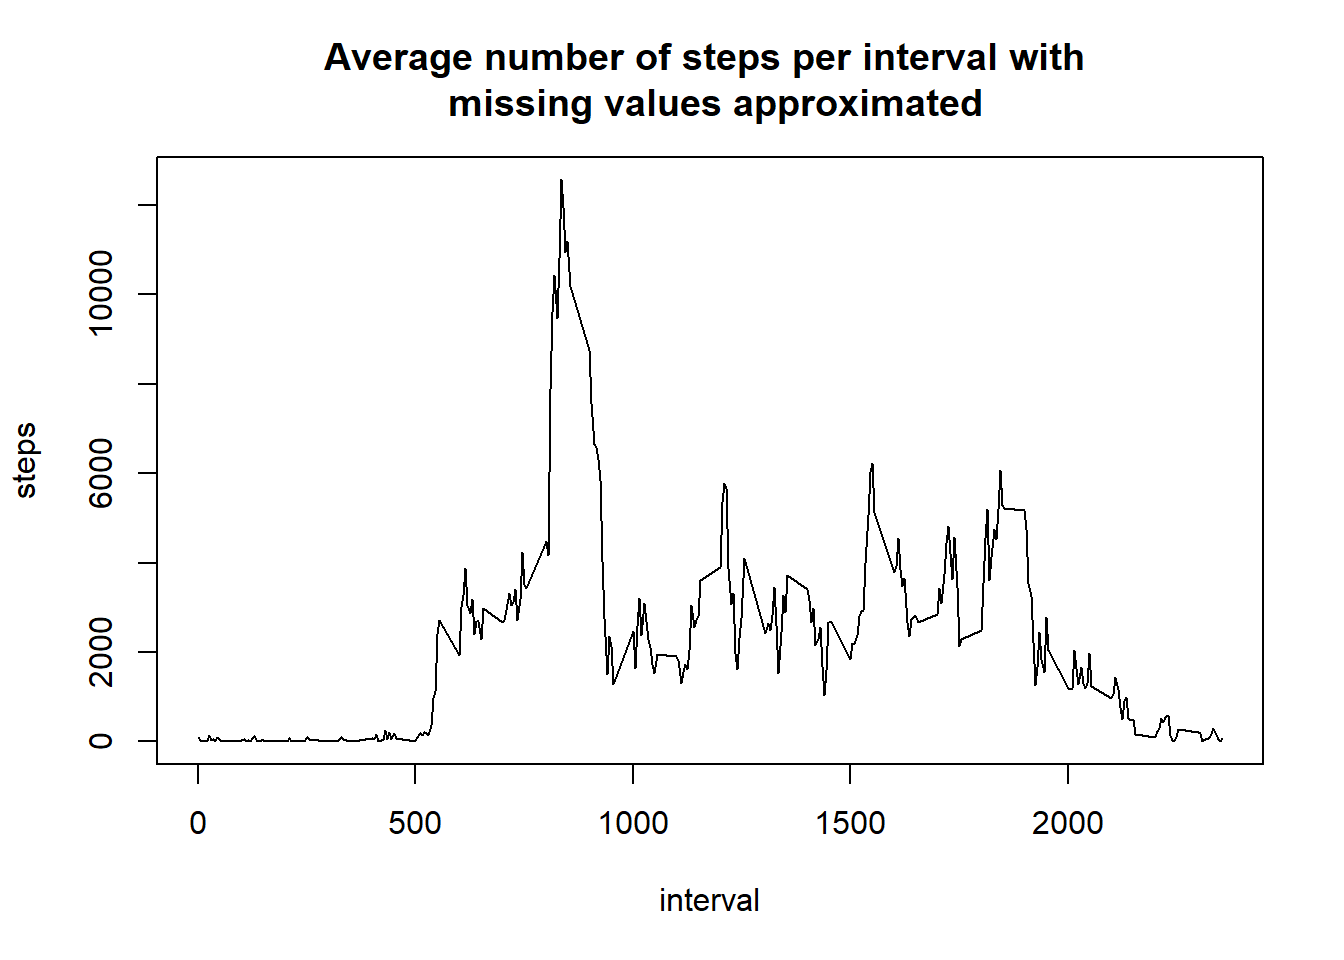 Average number of steps per interval with
missing values approximated
10000
6000
2000
0
steps
0 500 1000 1500 2000
interval